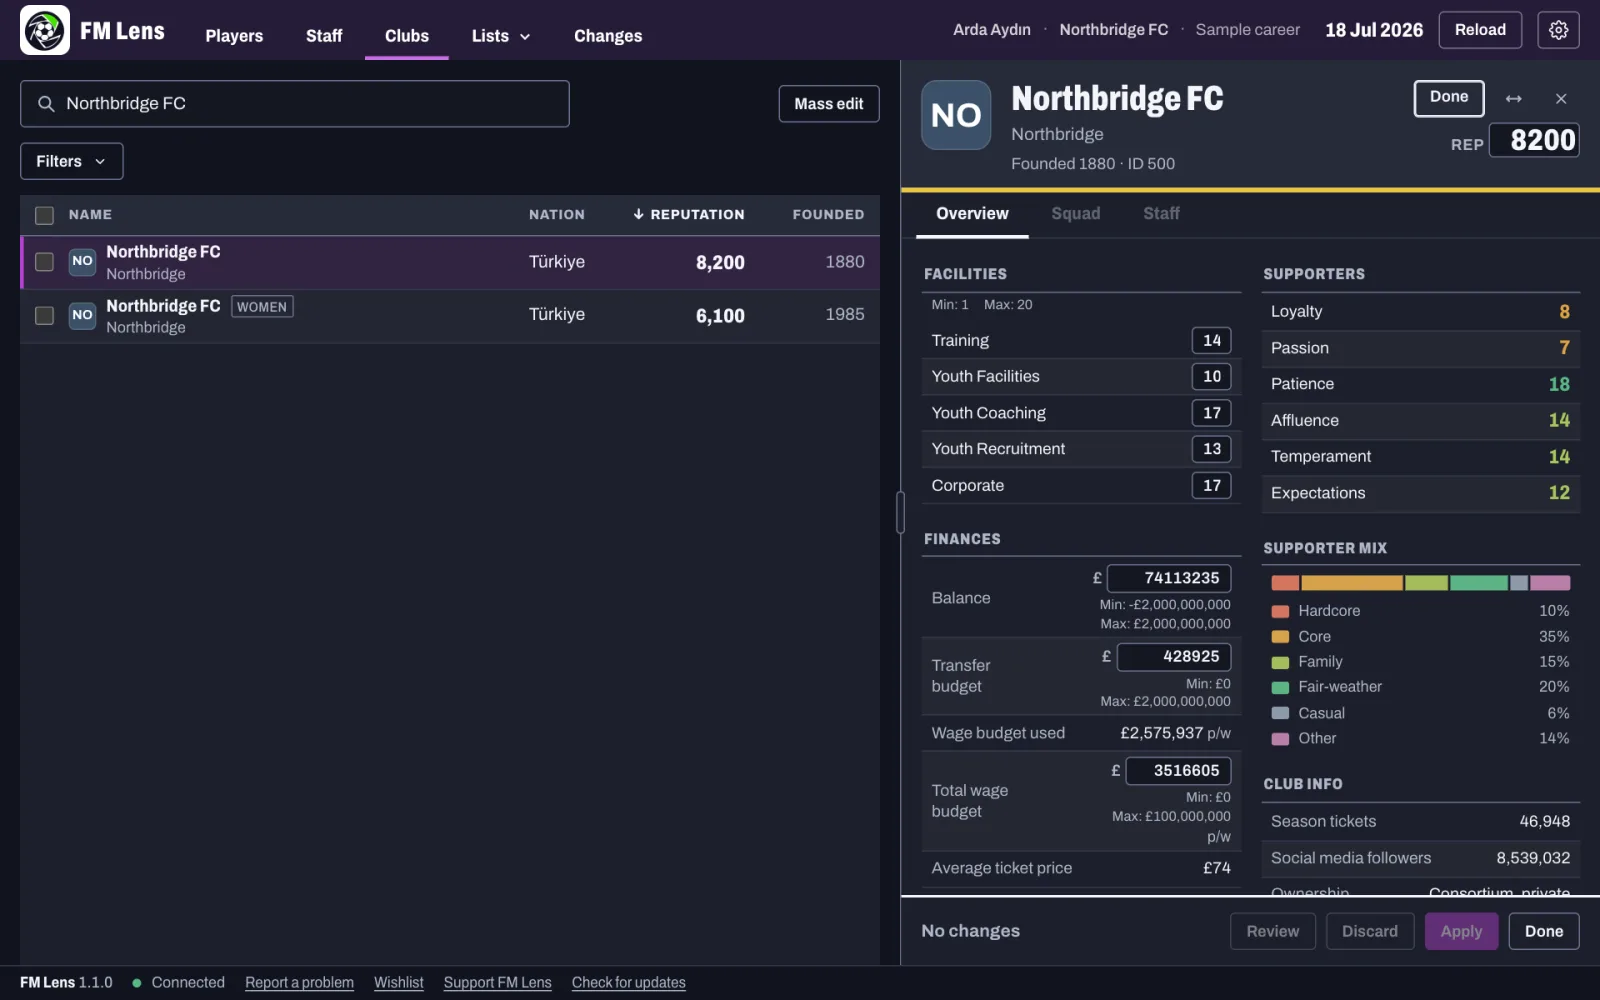 FM Lens
Players
Staff
Clubs
Lists
Changes
Arda Aydın · Northbridge FC · Sample career
18 Jul 2026
Reload
Northbridge FC
Mass edit
Filters
NAME NATION ↓ REPUTATION FOUNDED
NO Northbridge FC Türkiye 8,200 1880
Northbridge
NO Northbridge FC WOMEN Türkiye 6,100 1985
Northbridge
NO
Northbridge FC
Northbridge
Founded 1880 · ID 500
Done
REP 8200
Overview
Squad
Staff
FACILITIES
Min: 1 Max: 20
Training 14
Youth Facilities 10
Youth Coaching 17
Youth Recruitment 13
Corporate 17
FINANCES
Balance £ 74113235
Min: -£2,000,000,000
Max: £2,000,000,000
Transfer budget £ 428925
Min: £0
Max: £2,000,000,000
Wage budget used £2,575,937 p/w
Total wage budget £ 3516605
Min: £0
Max: £100,000,000
p/w
Average ticket price £74
SUPPORTERS
Loyalty 8
Passion 7
Patience 18
Affluence 14
Temperament 14
Expectations 12
SUPPORTER MIX
Hardcore 10%
Core 35%
Family 15%
Fair-weather 20%
Casual 6%
Other 14%
CLUB INFO
Season tickets 46,948
Social media followers 8,539,032
Ownership Consortium, private
No changes
Review
Discard
Apply
Done
FM Lens 1.1.0
Connected
Report a problem
Wishlist
Support FM Lens
Check for updates